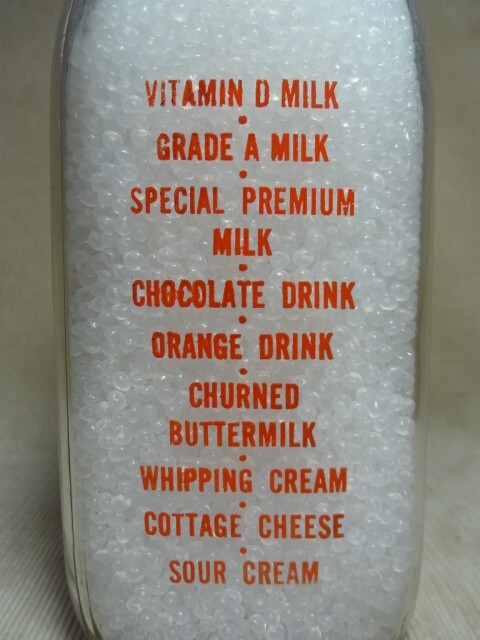 VITAMIN D MILK
•
GRADE A MILK
•
SPECIAL PREMIUM
MILK
•
CHOCOLATE DRINK
•
ORANGE DRINK
•
CHURNED
BUTTERMILK
•
WHIPPING CREAM
•
COTTAGE CHEESE
•
SOUR CREAM